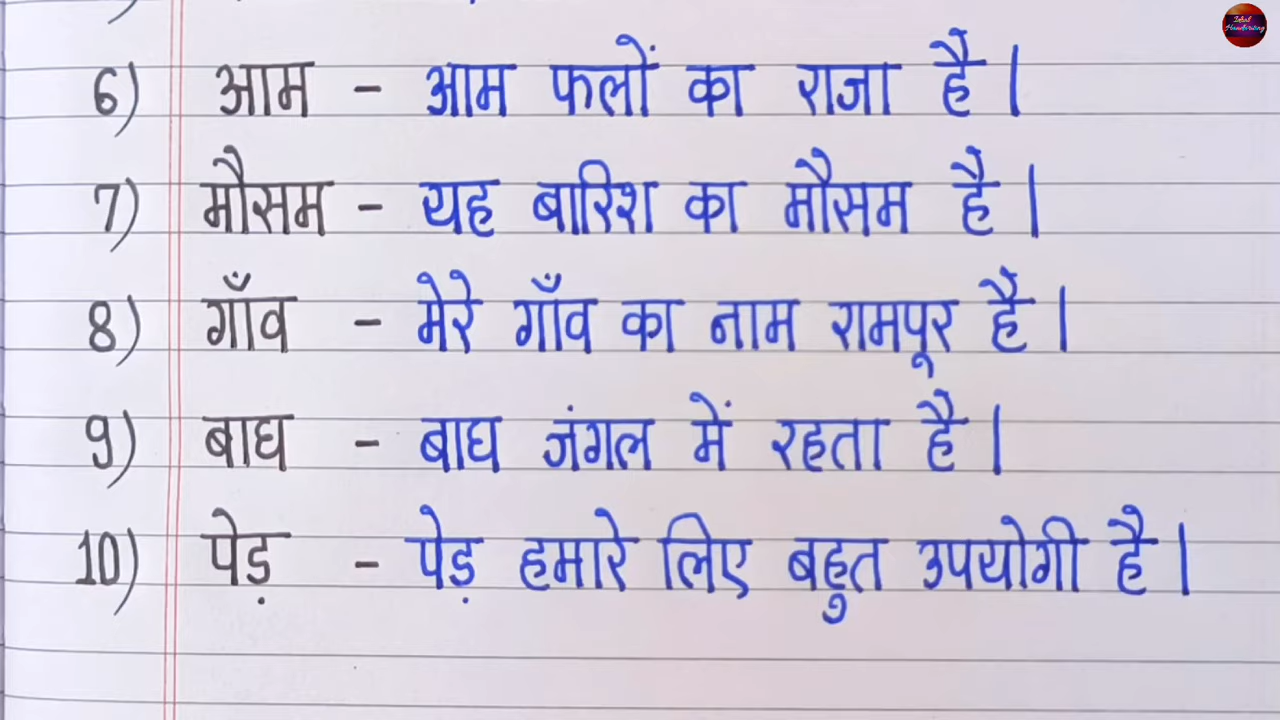 6) आम - आम फलों का राजा है।
7) मौसम - यह बारिश का मौसम है।
8) गाँव - मेरे गाँव का नाम रामपूर है।
9) बाघ - बाघ जंगल में रहता है।
10) पेड़ - पेड़ हमारे लिए बहुत उपयोगी है।